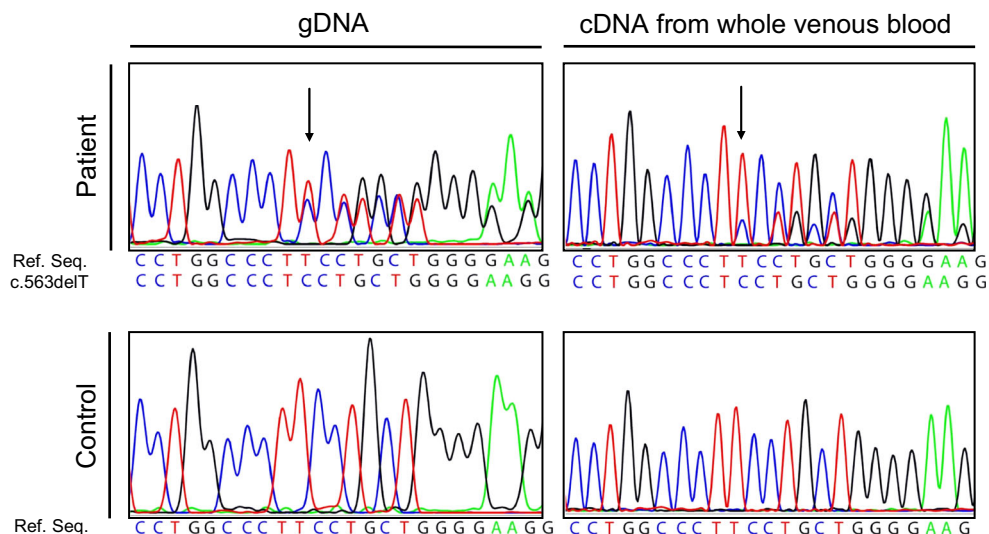 gDNA
cDNA from whole venous blood
Patient
Ref. Seq. C C T G G C C C T T C C T G C T G G G G A A G C C T G G C C C T T C C T G C T G G G G A A G
c.563delT C C T G G C C C T C C T G C T G G G G A A G G C C T G G C C C T C C T G C T G G G G A A G G
Control
Ref. Seq. C C T G G C C C T T C C T G C T G G G G A A G G C C T G G C C C T T C C T G C T G G G G A A G